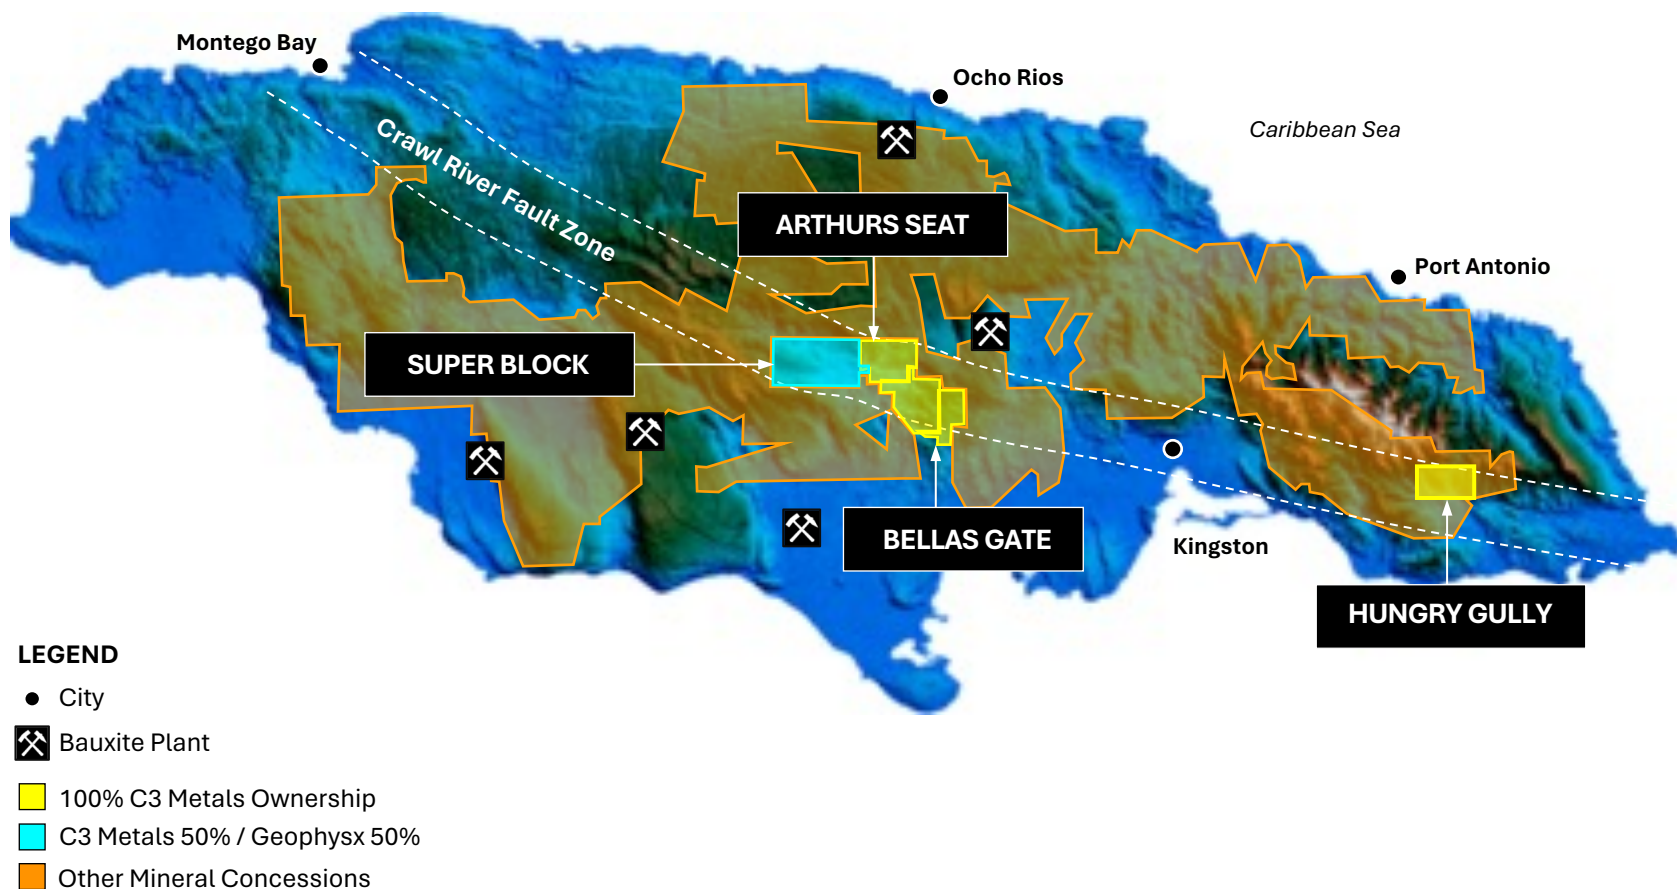 Montego Bay
Ocho Rios
Caribbean Sea
Crawl River Fault Zone
ARTHURS SEAT
Port Antonio
SUPER BLOCK
BELLAS GATE
Kingston
HUNGRY GULLY
LEGEND
City
Bauxite Plant
100% C3 Metals Ownership
C3 Metals 50% / Geophysx 50%
Other Mineral Concessions